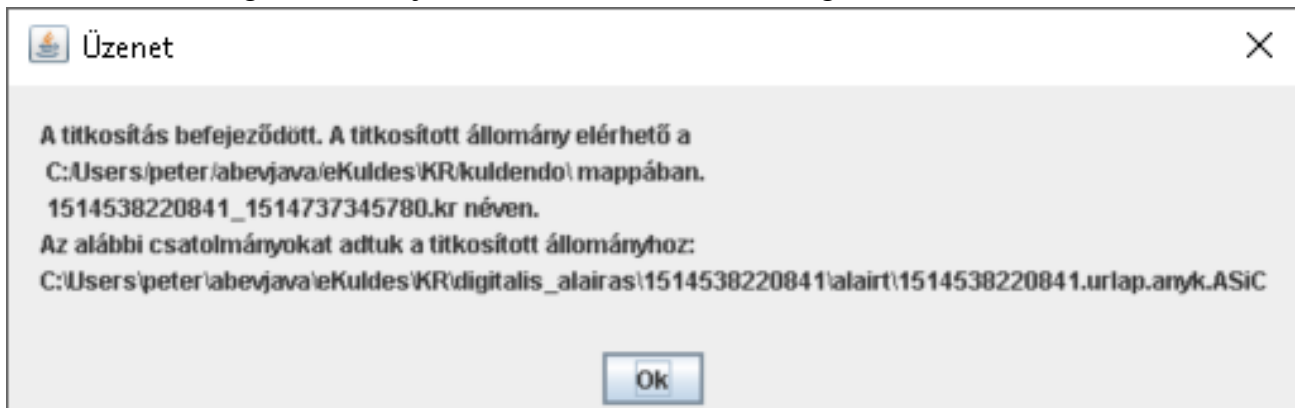 Üzenet
A titkosítás befejeződött. A titkosított állomány elérhető a
C:/Users/peter/abevjava/eKuldes\KR/kuldendo\ mappában.
1514538220841_1514737345780.kr néven.
Az alábbi csatolmányokat adtuk a titkosított állományhoz:
C:\Users\peter\abevjava\eKuldes\KR\digitalis_alairas\1514538220841\alairt\1514538220841.urlap.anyk.ASiC
Ok